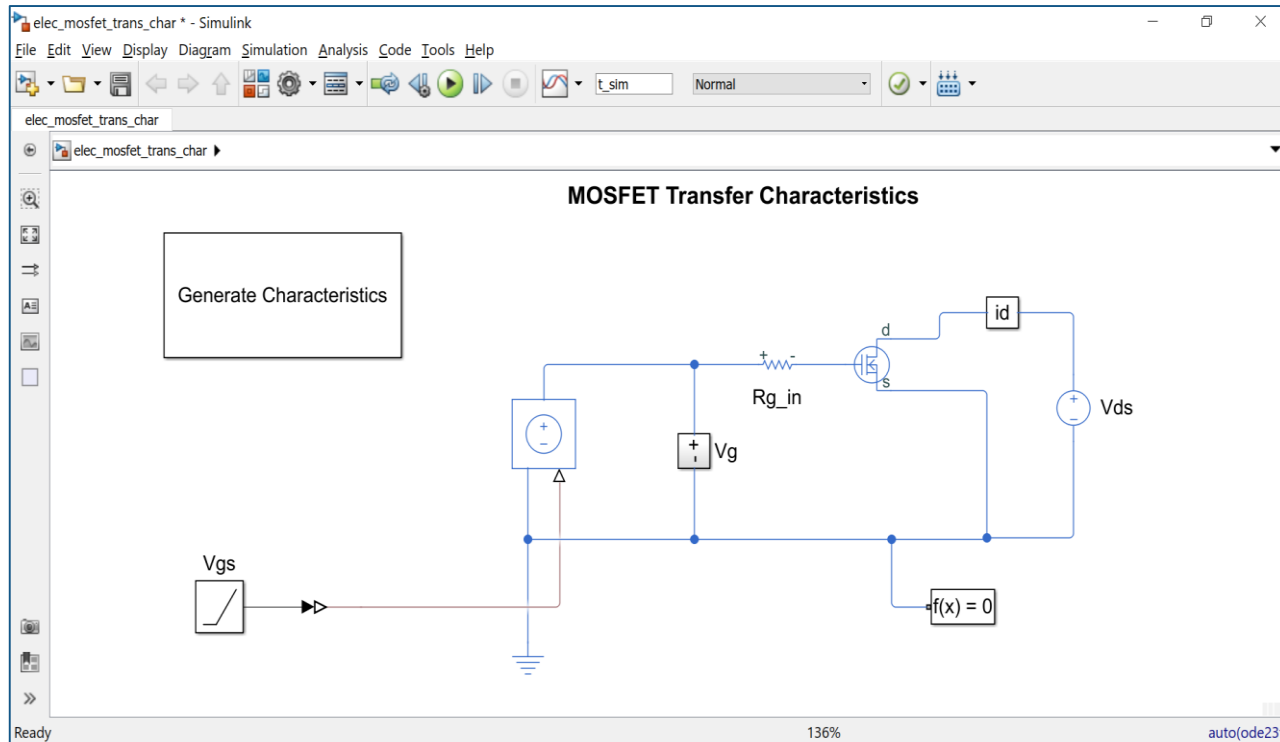 elec_mosfet_trans_char * - Simulink
File Edit View Display Diagram Simulation Analysis Code Tools Help
t_sim Normal
elec_mosfet_trans_char
elec_mosfet_trans_char
MOSFET Transfer Characteristics
Generate Characteristics
id
d
+ -
s
Rg_in
+
-
Vds
+
-
+
-
Vg
Vgs
f(x) = 0
Ready 136% auto(ode23